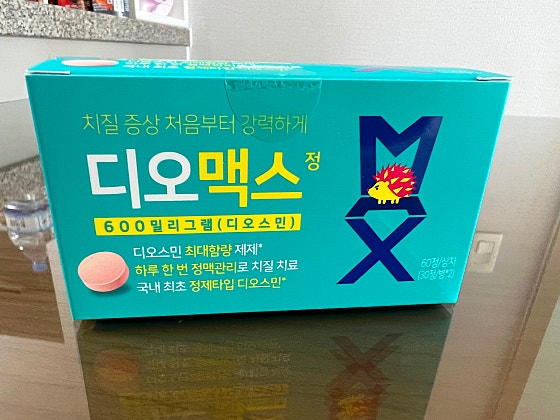 치질 증상 처음부터 강력하게
디오맥스정
600밀리그램(디오스민)
디오스민 최대함량 제제*
하루 한 번 정맥관리로 치질 치료
국내 최초 정제타입 디오스민*
MAX
60정/상자
(30정/병*2)